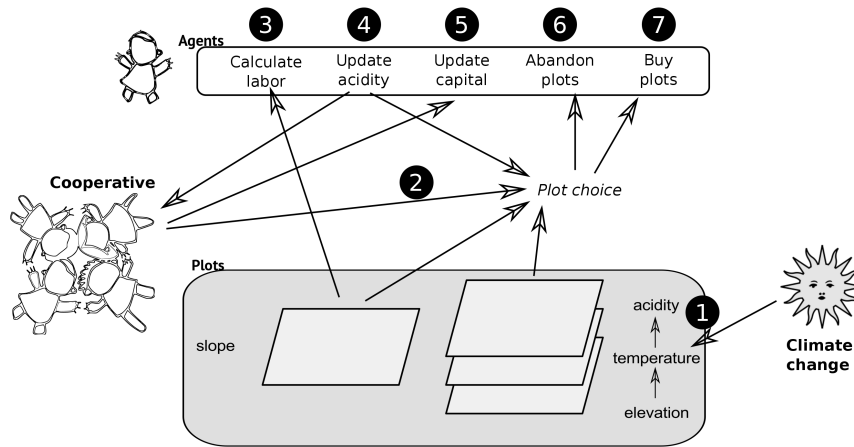 3 4 5 6 7
Agents
Calculate labor
Update acidity
Update capital
Abandon plots
Buy plots
Cooperative
2
Plot choice
Plots
slope
acidity
1
temperature
elevation
Climate change